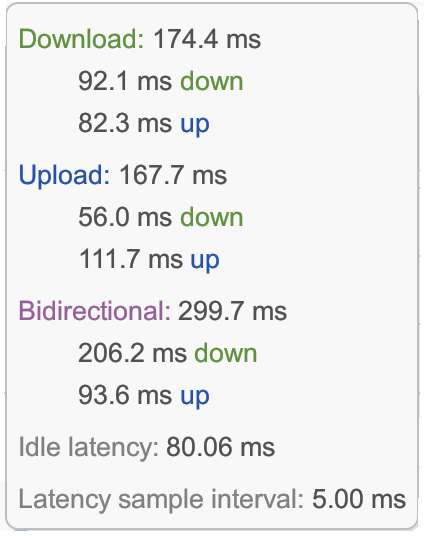 Download: 174.4 ms
92.1 ms down
82.3 ms up
Upload: 167.7 ms
56.0 ms down
111.7 ms up
Bidirectional: 299.7 ms
206.2 ms down
93.6 ms up
Idle latency: 80.06 ms
Latency sample interval: 5.00 ms